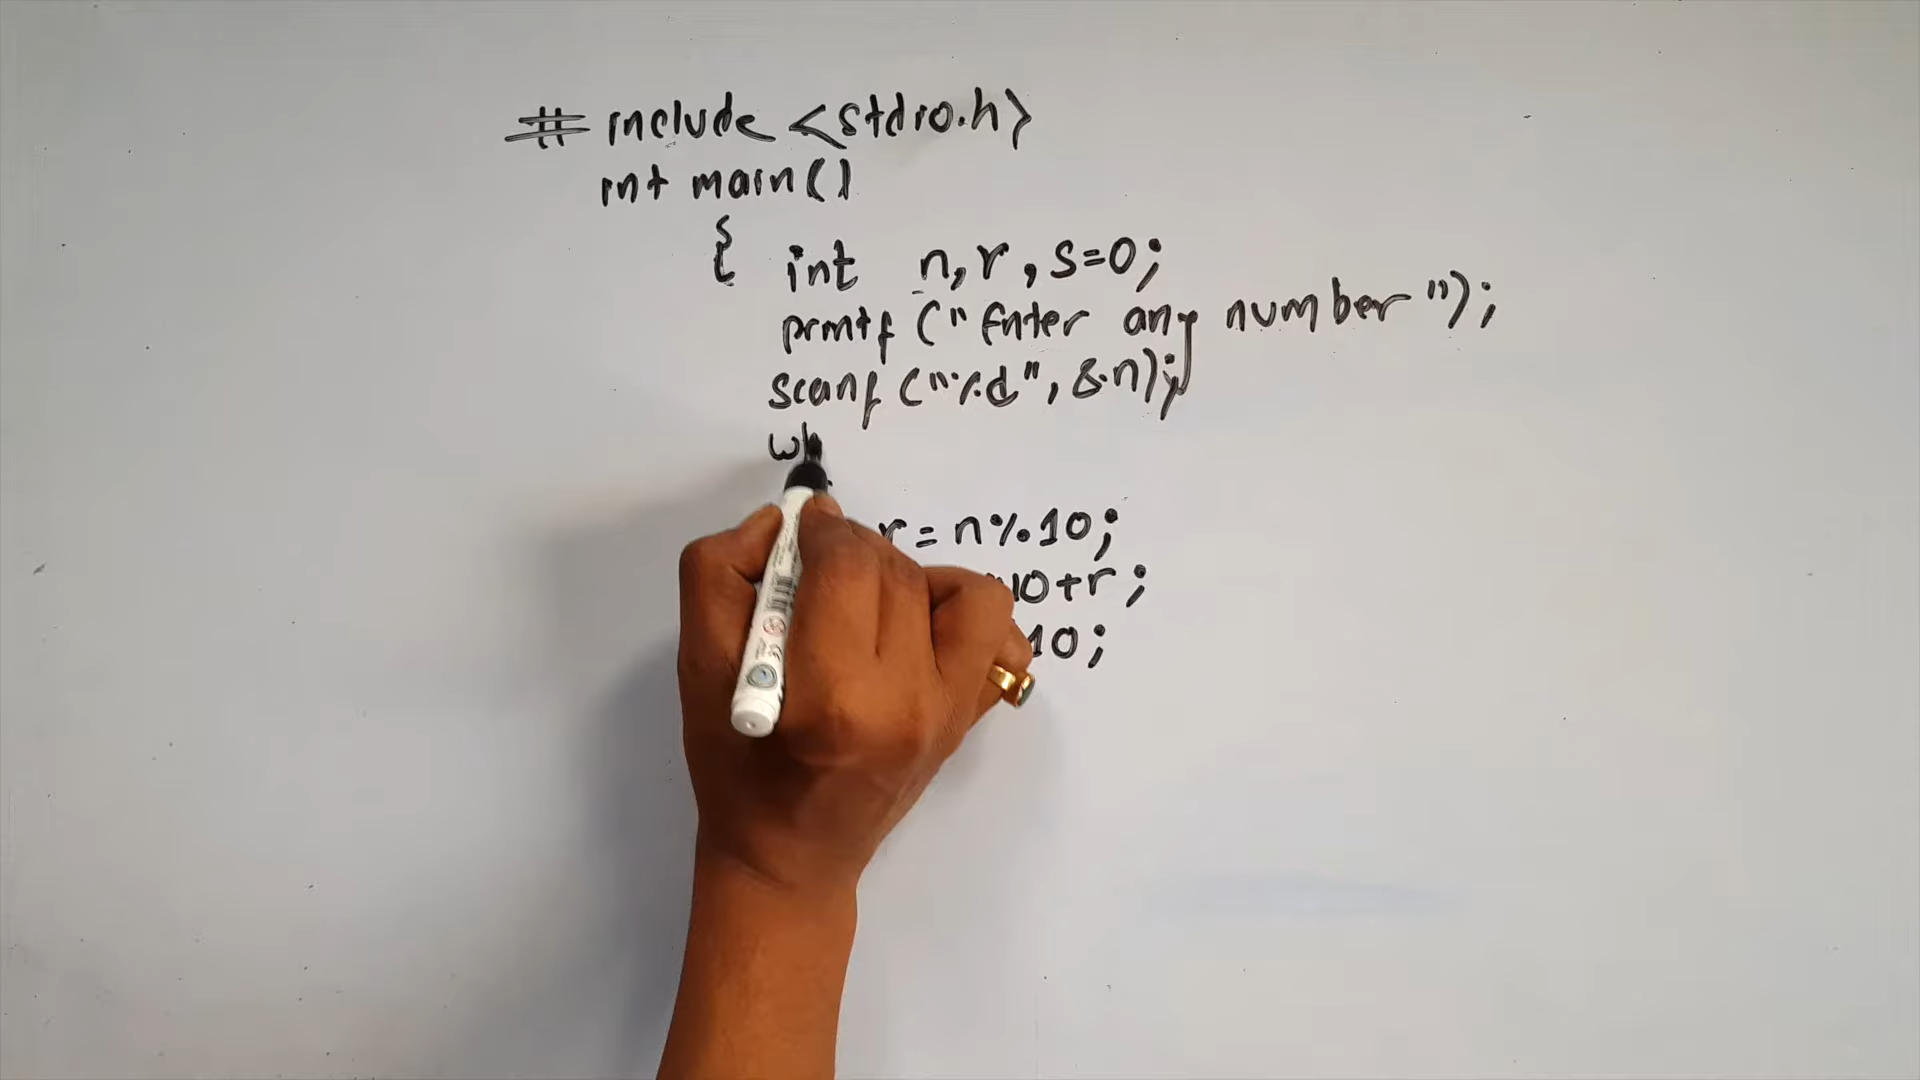 # include <stdio.h>
int main()
{ int n,r,s=0;
printf ("Enter any number");
scanf ("%d", &n);
wh
r = n%10;
10+r;
10;